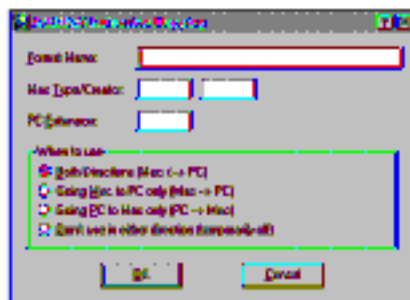 Format Name:
Mac Type/Creator
PC Extension:
When to use
Both Directions (Mac <-> PC)
Going Mac to PC only (Mac -> PC)
Going PC to Mac only (PC -> Mac)
Don't use in either direction (temporarily off)
OK
Cancel